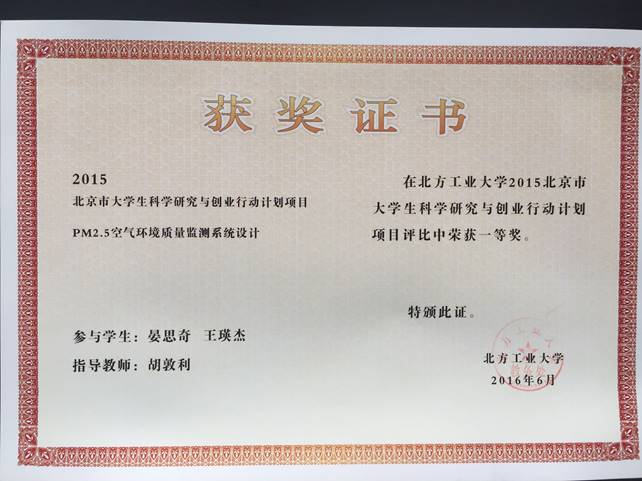 获奖证书
2015
北京市大学生科学研究与创业行动计划项目
PM2.5空气环境质量监测系统设计
参与学生：晏思奇 王瑛杰
指导教师：胡敦利
在北方工业大学2015北京市
大学生科学研究与创业行动计划
项目评比中荣获一等奖。
特颁此证。
北方工业大学
2016年6月
教务处